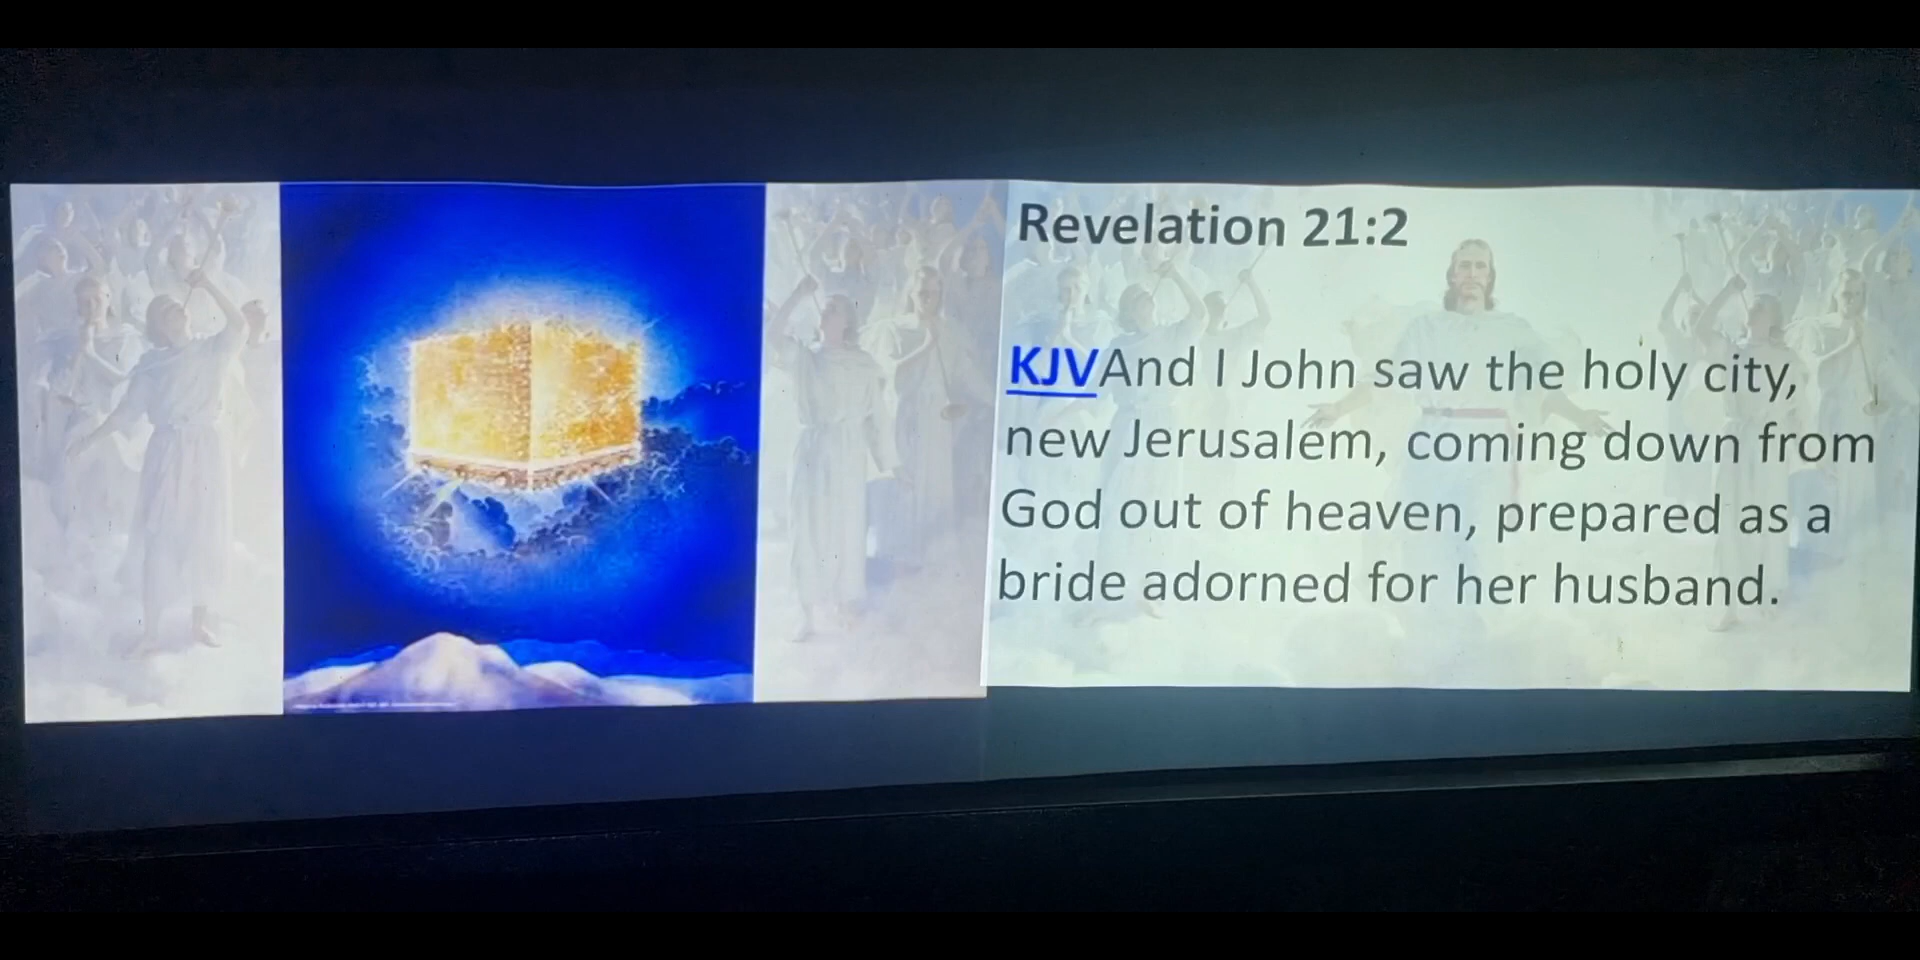 Revelation 21:2
KJVAnd I John saw the holy city,
new Jerusalem, coming down from
God out of heaven, prepared as a
bride adorned for her husband.